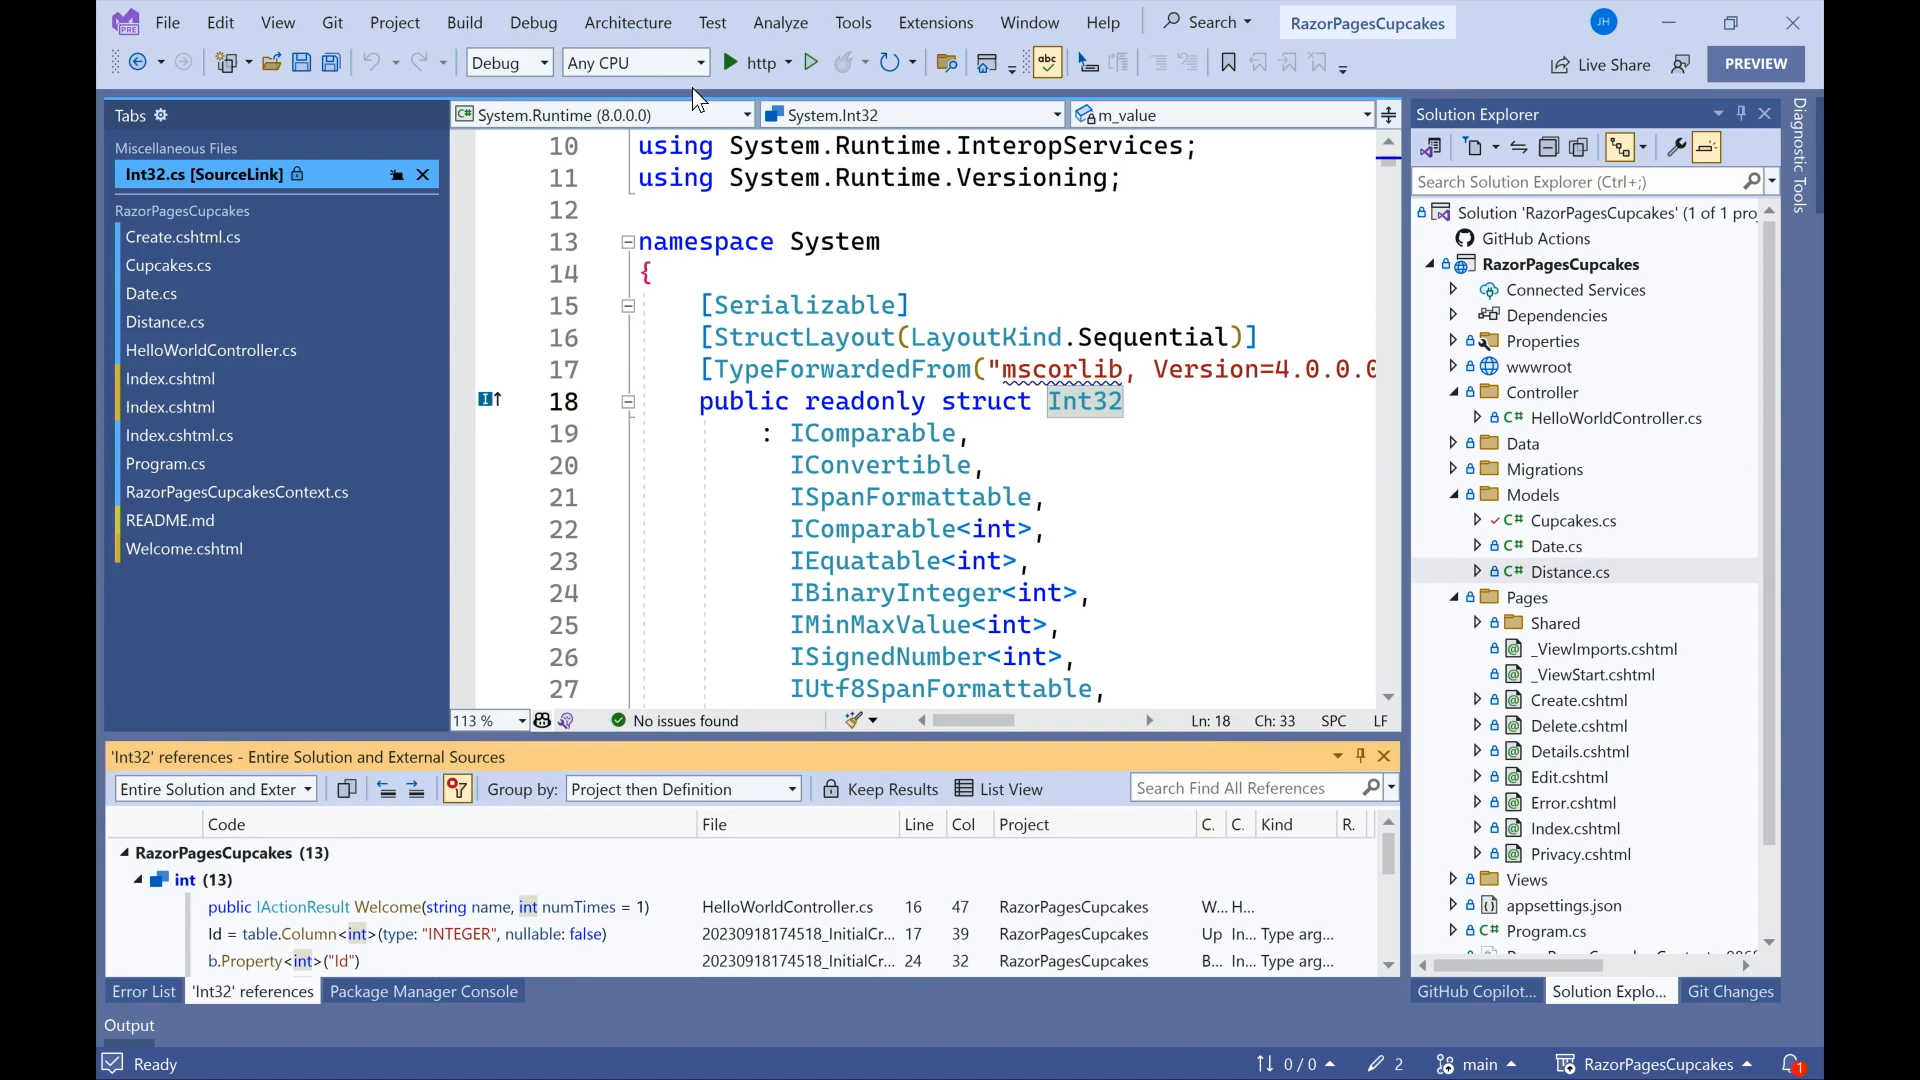 PRE
File Edit View Git Project Build Debug Test Analyze Architecture Tools Extensions Window Help Search RazorPagesCupcakes JH
Debug Any CPU http abc Live Share PREVIEW
Tabs
Miscellaneous Files
Int32.cs [SourceLink]
RazorPagesCupcakes
Create.cshtml.cs
Cupcakes.cs
Date.cs
Distance.cs
HelloWorldController.cs
Index.cshtml
Index.cshtml
Index.cshtml.cs
Program.cs
RazorPagesCupcakesContext.cs
README.md
Welcome.cshtml
C# System.Runtime (8.0.0.0) System.Int32 m_value
10 using System.Runtime.InteropServices;
11 using System.Runtime.Versioning;
12
13 namespace System
14 {
15 [Serializable]
16 [StructLayout(LayoutKind.Sequential)]
17 [TypeForwardedFrom("mscorlib, Version=4.0.0.0
18 public readonly struct Int32
19 : IComparable,
20 IConvertible,
21 ISpanFormattable,
22 IComparable<int>,
23 IEquatable<int>,
24 IBinaryInteger<int>,
25 IMinMaxValue<int>,
26 ISignedNumber<int>,
27 IUtf8SpanFormattable,
113 % No issues found Ln: 18 Ch: 33 SPC LF
'Int32' references - Entire Solution and External Sources
Entire Solution and Exter Group by: Project then Definition Keep Results List View Search Find All References
Code File Line Col Project C. C. Kind R.
RazorPagesCupcakes (13)
int (13)
public IActionResult Welcome(string name, int numTimes = 1) HelloWorldController.cs 16 47 RazorPagesCupcakes W... H...
Id = table.Column<int>(type: "INTEGER", nullable: false) 20230918174518_InitialCr... 17 39 RazorPagesCupcakes Up In... Type arg...
b.Property<int>("Id") 20230918174518_InitialCr... 24 32 RazorPagesCupcakes B... In... Type arg...
Error List 'Int32' references Package Manager Console
Output
Solution Explorer
Search Solution Explorer (Ctrl+;)
Solution 'RazorPagesCupcakes' (1 of 1 proj
GitHub Actions
RazorPagesCupcakes
Connected Services
Dependencies
Properties
wwwroot
Controller
C# HelloWorldController.cs
Data
Migrations
Models
C# Cupcakes.cs
C# Date.cs
C# Distance.cs
Pages
Shared
_ViewImports.cshtml
_ViewStart.cshtml
Create.cshtml
Delete.cshtml
Details.cshtml
Edit.cshtml
Error.cshtml
Index.cshtml
Privacy.cshtml
Views
appsettings.json
C# Program.cs
GitHub Copilot... Solution Explo... Git Changes
Diagnostic Tools
Ready 0 / 0 2 main RazorPagesCupcakes 1